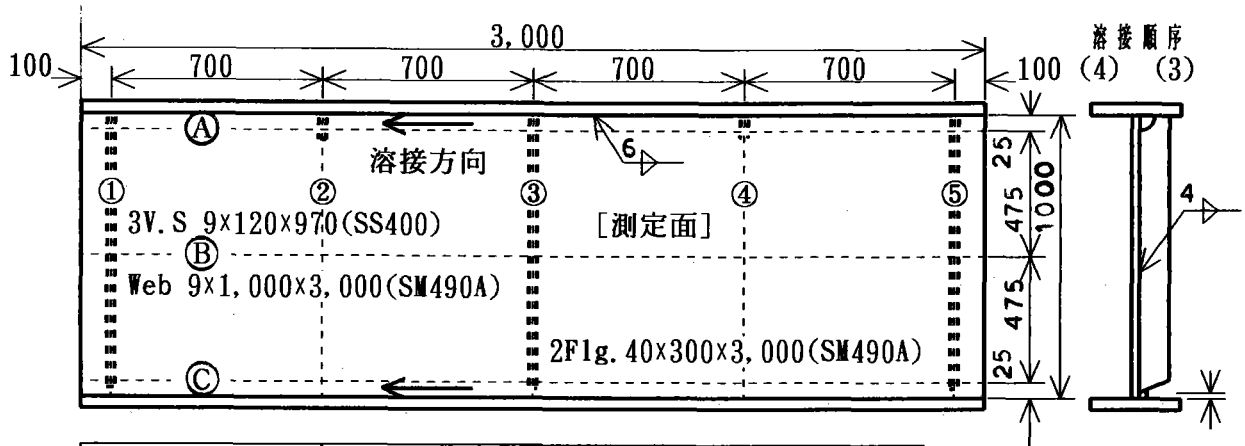 3,000
溶接順序
100 700 700 700 700 100 (4) (3)
Ⓐ
溶接方向
6
25
① ② ③ ④ ⑤
475
1000
4
3V.S 9×120×970(SS400)
[測定面]
Ⓑ
Web 9×1,000×3,000(SM490A)
475
2Flg.40×300×3,000(SM490A)
Ⓒ
25